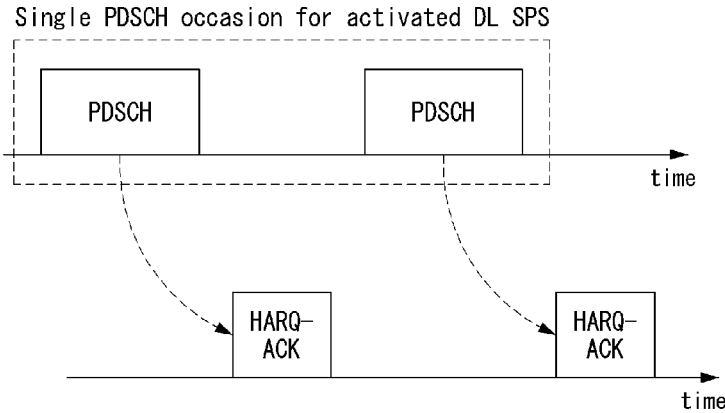 Single PDSCH occasion for activated DL SPS
PDSCH
PDSCH
time
HARQ-
ACK
HARQ-
ACK
time